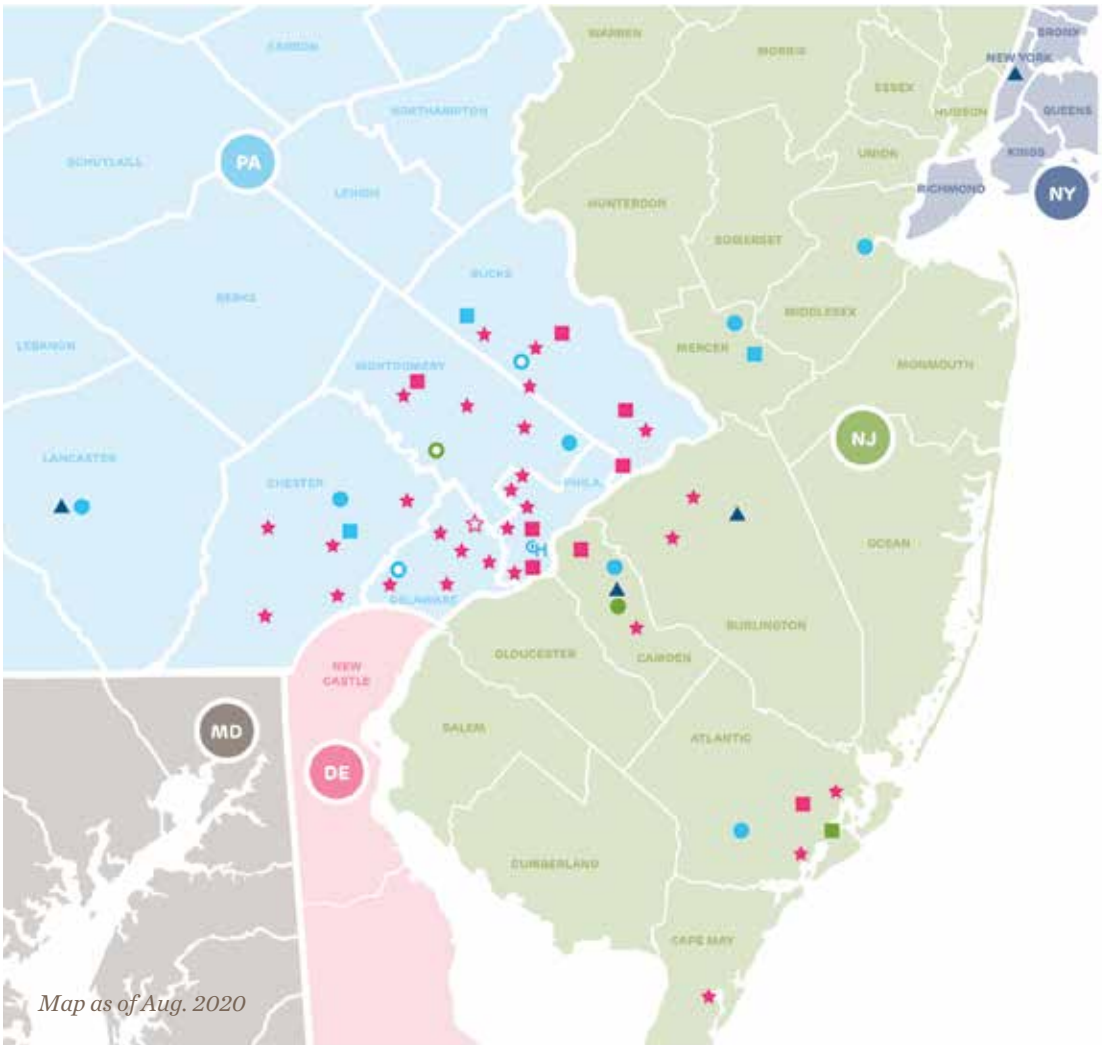 WARREN
MORRIS
BRONX
NEW YORK
CARBON
ESSEX
NORTHAMPTON
HUDSON
QUEENS
SCHUYLKILL
PA
UNION
KINGS
LEHIGH
RICHMOND
NY
HUNTERDON
SOMERSET
BUCKS
BERKS
MIDDLESEX
LEBANON
MERCER
MONTGOMERY
MONMOUTH
NJ
LANCASTER
CHESTER
PHILA.
H
OCEAN
DELAWARE
BURLINGTON
GLOUCESTER
CAMDEN
NEW
CASTLE
SALEM
MD
ATLANTIC
DE
CUMBERLAND
CAPE MAY
Map as of Aug. 2020